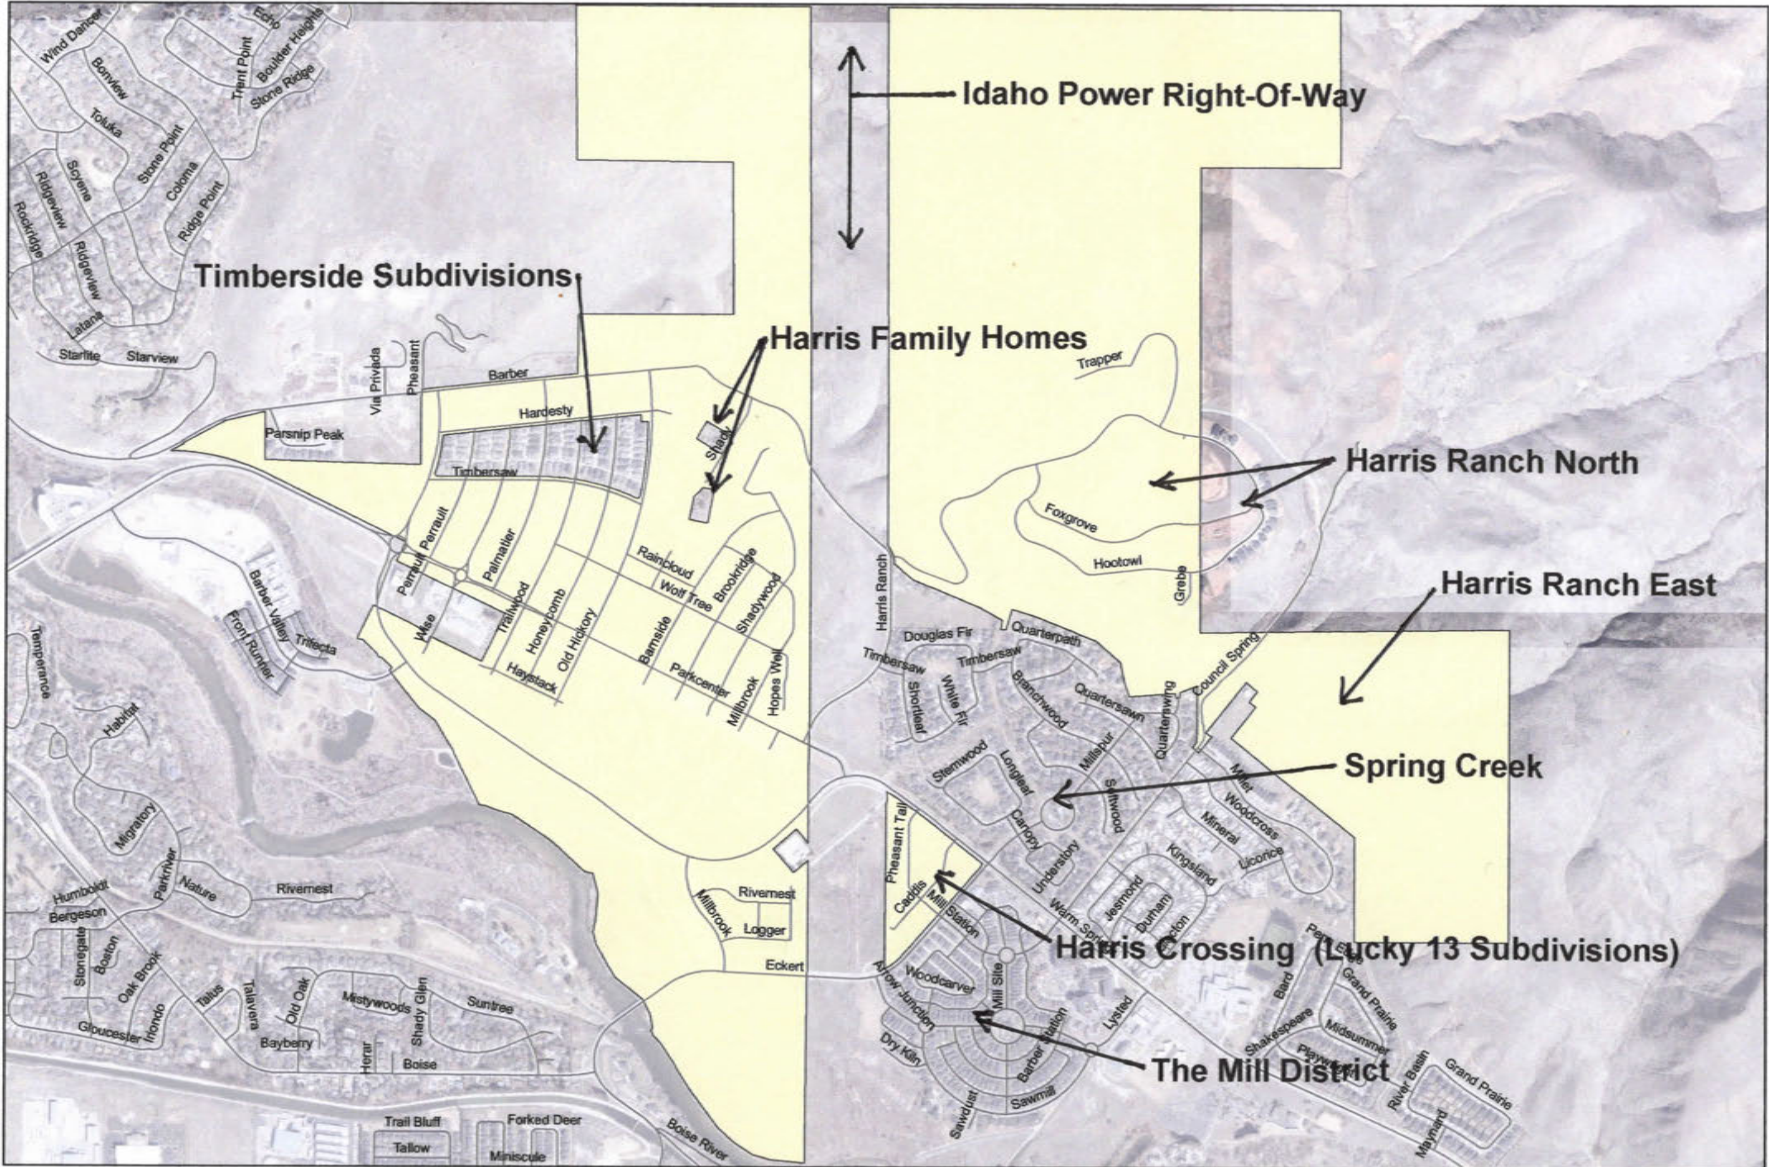 Wind Dancer
Echo
Bonview
Trent Point
Boulder Heights
Stone Ridge
Toluka
Stone Point
Scyene
Coloma
Ridge Point
Ridgeview
Rockridge
Ridgeview
Latana
Starlite
Starview
Idaho Power Right-Of-Way
Timberside Subdivisions
Harris Family Homes
Via Privada
Pheasant
Barber
Hardesty
Parsnip Peak
Timbersaw
Shady
Trapper
Harris Ranch North
Foxgrove
Hootowl
Grebe
Harris Ranch
Harris Ranch East
Perrault
Perrault
Palmatier
Raincloud
Wolf Tree
Brookridge
Shadywood
Trailwood
Honeycomb
Old Hickory
Wise
Haystack
Barnside
Parkcenter
Millbrook
Hopes Well
Barber Valley
Front Runner
Trifecta
Temperance
Habitat
Migratory
Parkriver
Nature
Rivernest
Humboldt
Bergeson
Stonegate
Boston
Oak Brook
Gloucester
Irondo
Talus
Talavera
Old Oak
Bayberry
Mistywoods
Shady Glen
Suntree
Herar
Boise
Trail Bluff
Tallow
Forked Deer
Miniscule
Boise River
Douglas Fir
Quarterpath
Timbersaw
Timbersaw
Shortleaf
White Fir
Branchwood
Quartersawn
Quarterswing
Council Spring
Millspur
Stemwood
Longleaf
Softwood
Spring Creek
Millet
Woodcross
Mineral
Licorice
Canopy
Understory
Kingsland
Jesmond
Durham
Pheasant Tail
Caddis
Mill Station
Rivernest
Millbrook
Logger
Eckert
Warm Spring
Harris Crossing (Lucky 13 Subdivisions)
Woodcarver
Arrow Junction
Mill Site
Dry Kiln
Barber Station
Lysted
Sawmill
Sawdust
The Mill District
Bard
Grand Prairie
Shakespeare
Midsummer
River Basin
Grand Prairie
Maynard